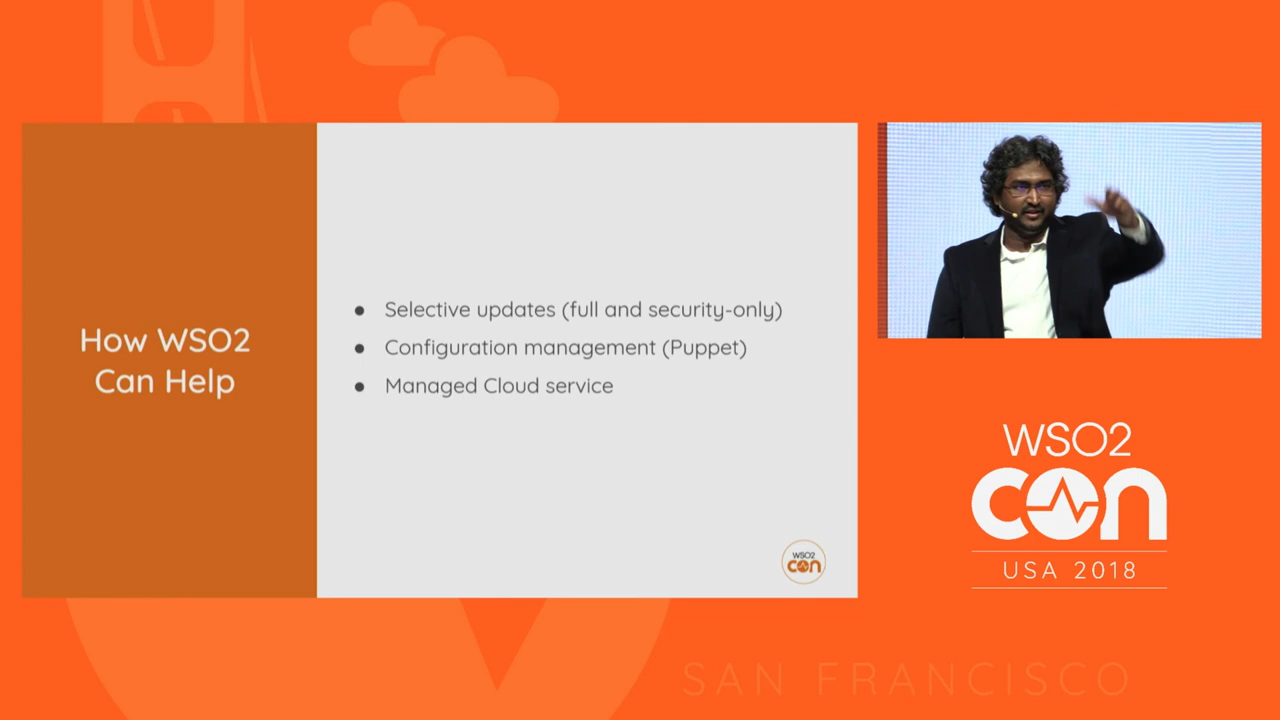 How WSO2
Can Help
● Selective updates (full and security-only)
● Configuration management (Puppet)
● Managed Cloud service
WSO2
con
WSO2
con
USA 2018
SAN FRANCISCO